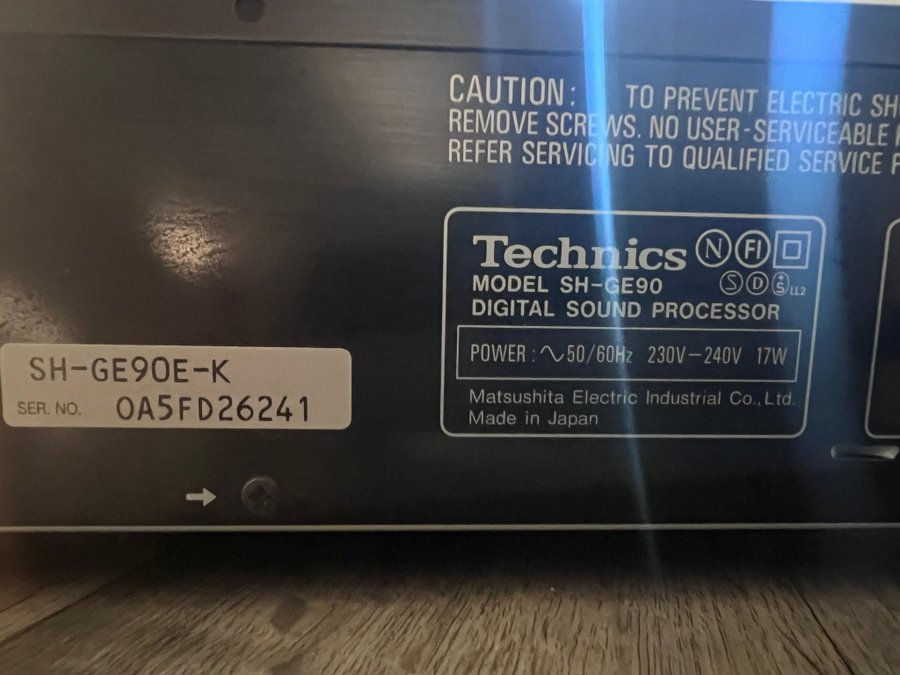 CAUTION: TO PREVENT ELECTRIC SH
REMOVE SCREWS. NO USER-SERVICEABLE
REFER SERVICING TO QUALIFIED SERVICE
Technics N FI
MODEL SH-GE90 S D S LL2
DIGITAL SOUND PROCESSOR
POWER : ∿ 50/60Hz 230V-240V 17W
Matsushita Electric Industrial Co., Ltd.
Made in Japan
SH-GE90E-K
SER. NO. 0A5FD26241